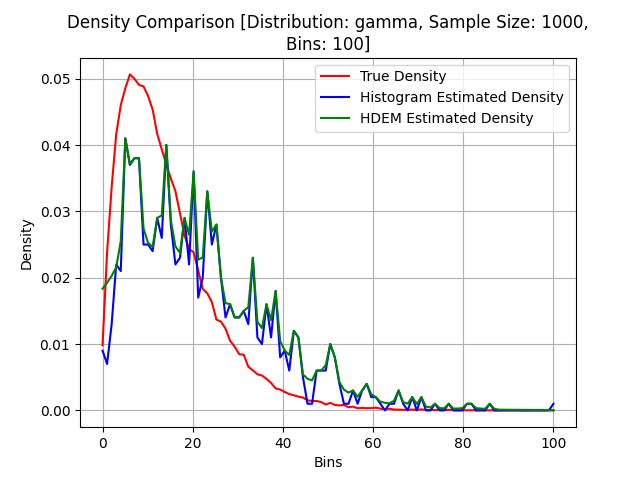 Density Comparison [Distribution: gamma, Sample Size: 1000,
Bins: 100]
True Density
Histogram Estimated Density
HDEM Estimated Density
Density
0.05
0.04
0.03
0.02
0.01
0.00
0 20 40 60 80 100
Bins